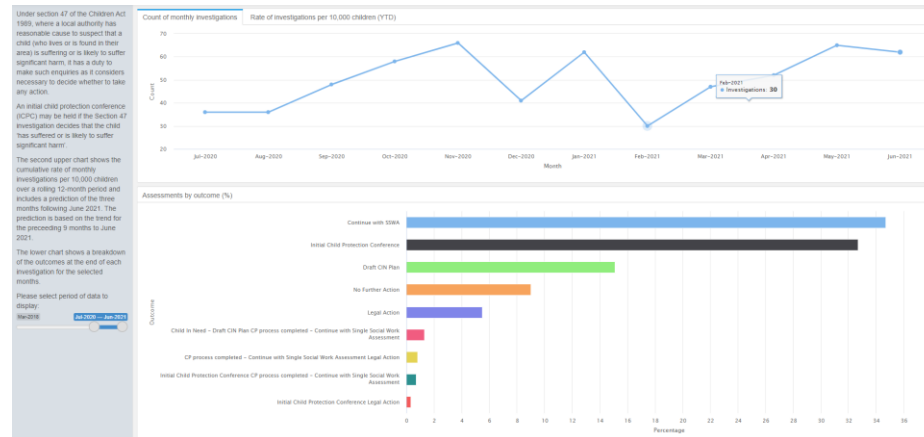 Under section 47 of the Children Act
1989, where a local authority has
reasonable cause to suspect that a
child (who lives or is found in their
area) is suffering or is likely to suffer
significant harm, it has a duty to
make such enquiries as it considers
necessary to decide whether to take
any action.
An initial child protection conference
(ICPC) may be held if the Section 47
investigation decides that the child
'has suffered or is likely to suffer
significant harm'.
The second upper chart shows the
cumulative rate of monthly
investigations per 10,000 children
over a rolling 12-month period and
includes a prediction of the three
months following June 2021. The
prediction is based on the trend for
the preceeding 9 months to June
2021.
The lower chart shows a breakdown
of the outcomes at the end of each
investigation for the selected
months.
Please select period of data to
display:
Mar-2018 Jul-2020 — Jun-2021
Count of monthly investigations Rate of investigations per 10,000 children (YTD)
70
60
50
40
30
20
Count
Feb-2021
Investigations: 30
Jul-2020 Aug-2020 Sep-2020 Oct-2020 Nov-2020 Dec-2020 Jan-2021 Feb-2021 Mar-2021 Apr-2021 May-2021 Jun-2021
Month
Assessments by outcome (%)
Outcome
Continue with SSWA
Initial Child Protection Conference
Draft CIN Plan
No Further Action
Legal Action
Child in Need - Draft CIN Plan CP process completed - Continue with Single Social Work
Assessment
CP process completed - Continue with Single Social Work Assessment Legal Action
Initial Child Protection Conference CP process completed - Continue with Single Social Work
Assessment
Initial Child Protection Conference Legal Action
0 2 4 6 8 10 12 14 16 18 20 22 24 26 28 30 32 34 36
Percentage